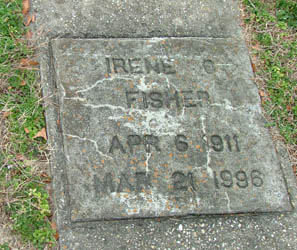 IRENE C
FISHER
APR 6 1911
MAR 21 1996